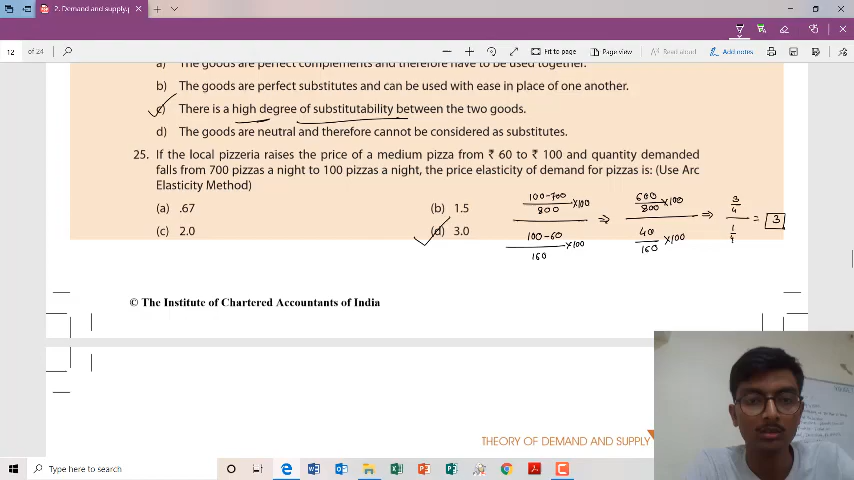 2. Demand and supply.p
12 of 24
Fit to page
Page view
Read aloud
Add notes
a) The goods are perfect complements and therefore have to be used together.
b) The goods are perfect substitutes and can be used with ease in place of one another.
c) There is a high degree of substitutability between the two goods.
d) The goods are neutral and therefore cannot be considered as substitutes.
25. If the local pizzeria raises the price of a medium pizza from ₹ 60 to ₹ 100 and quantity demanded
falls from 700 pizzas a night to 100 pizzas a night, the price elasticity of demand for pizzas is: (Use Arc
Elasticity Method)
(a) .67 (b) 1.5
(c) 2.0 (d) 3.0
100-700 / 800 ×100 ⇒ 600 / 800 ×100 ⇒ 3/4
100-60 / 160 ×100 40 / 160 ×100 1/4 = 3
© The Institute of Chartered Accountants of India
THEORY OF DEMAND AND SUPPLY
Type here to search